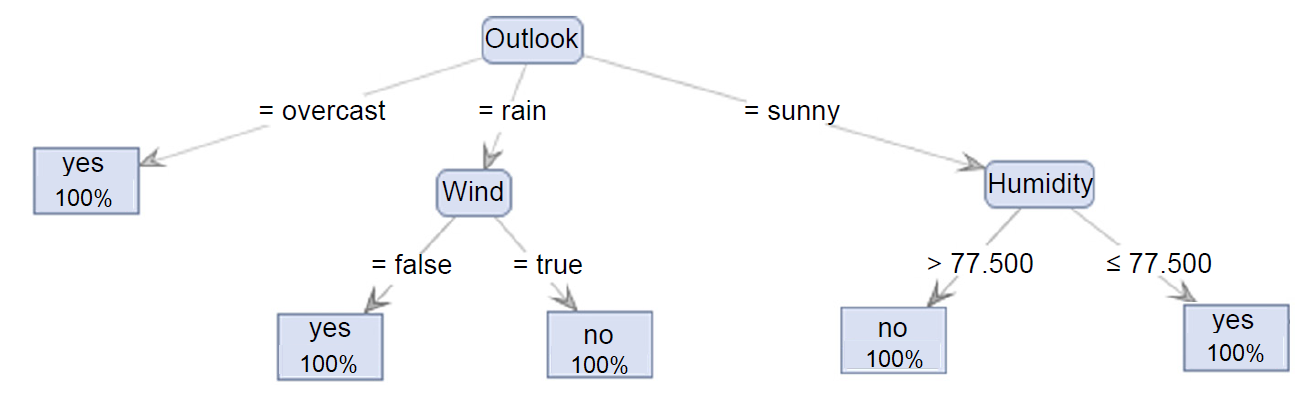 Outlook
= overcast
= rain
= sunny
yes
100%
Wind
Humidity
= false
= true
> 77.500
≤ 77.500
yes
100%
no
100%
no
100%
yes
100%